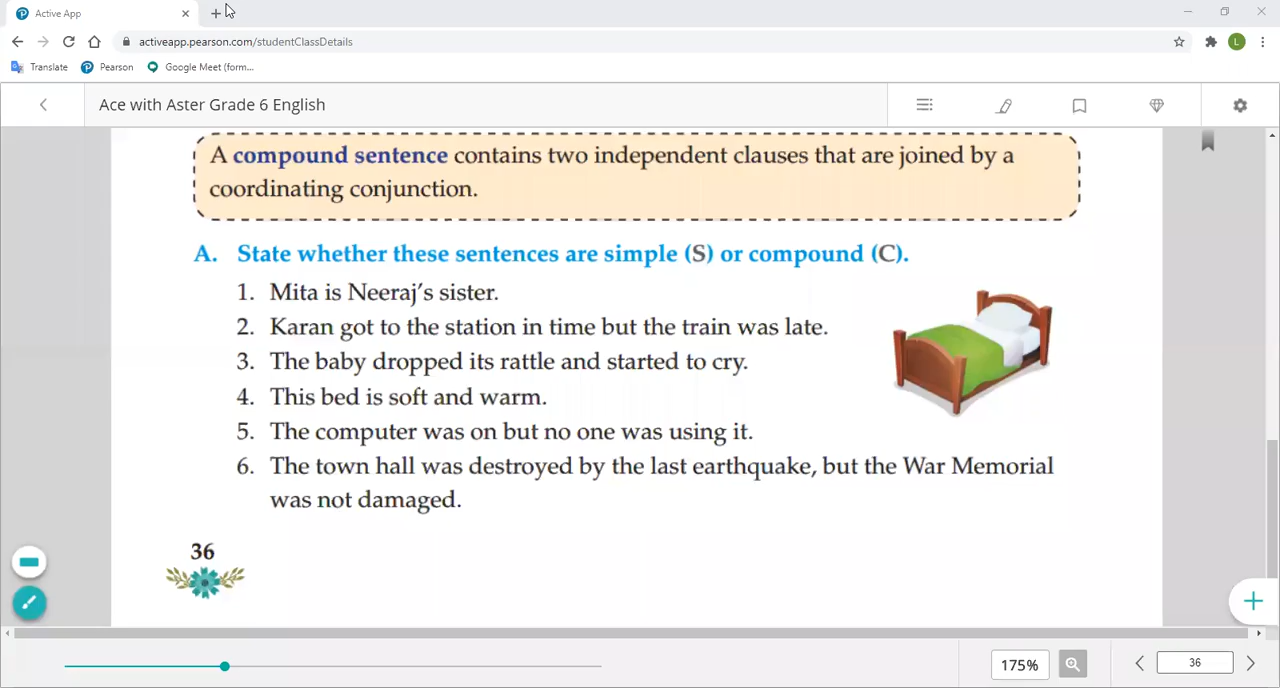 Active App
activeapp.pearson.com/studentClassDetails
L
Translate
Pearson
Google Meet (form...
Ace with Aster Grade 6 English
A compound sentence contains two independent clauses that are joined by a
coordinating conjunction.
A. State whether these sentences are simple (S) or compound (C).
1. Mita is Neeraj's sister.
2. Karan got to the station in time but the train was late.
3. The baby dropped its rattle and started to cry.
4. This bed is soft and warm.
5. The computer was on but no one was using it.
6. The town hall was destroyed by the last earthquake, but the War Memorial
was not damaged.
36
175%
36